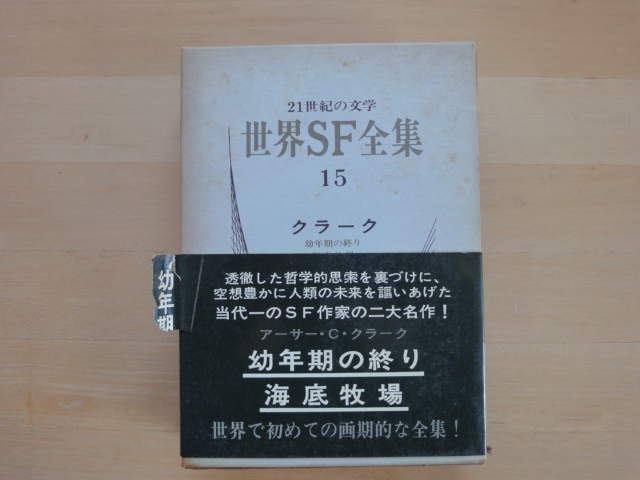 21世紀の文学
世界SF全集
15
クラーク
幼年期の終り
幼年期
透徹した哲学的思索を裏づけに、
空想豊かに人類の未来を謳いあげた
当代一のSF作家の二大名作！
アーサー・C・クラーク
幼年期の終り
海底牧場
世界で初めての画期的な全集！